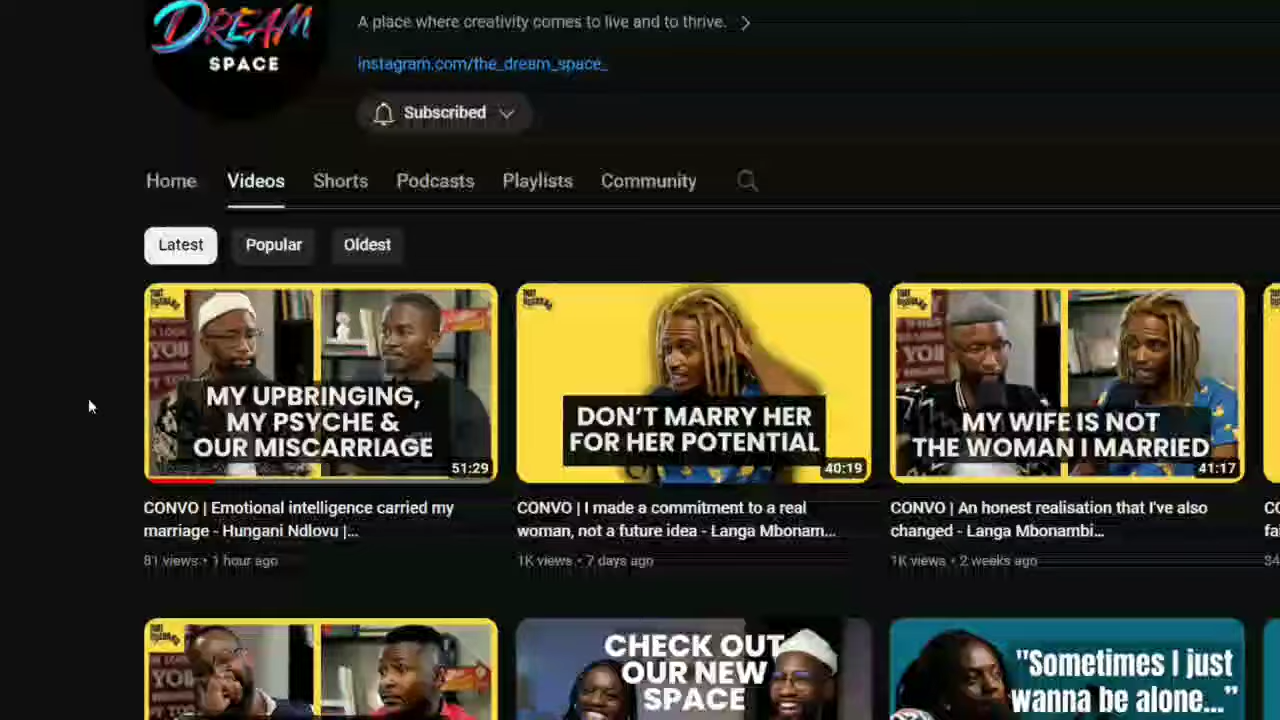 DREAM
SPACE
A place where creativity comes to live and to thrive.
instagram.com/the_dream_space_
Subscribed
Home Videos Shorts Podcasts Playlists Community
Latest Popular Oldest
MY UPBRINGING,
MY PSYCHE &
OUR MISCARRIAGE
51:29
DON'T MARRY HER
FOR HER POTENTIAL
40:19
YOU
MY WIFE IS NOT
THE WOMAN I MARRIED
41:17
CONVO | Emotional intelligence carried my
marriage - Hungani Ndlovu |...
81 views • 1 hour ago
CONVO | I made a commitment to a real
woman, not a future idea - Langa Mbonam...
1K views • 7 days ago
CONVO | An honest realisation that I've also
changed - Langa Mbonambi...
1K views • 2 weeks ago
CHECK OUT
OUR NEW
SPACE
"Sometimes I just
wanna be alone..."